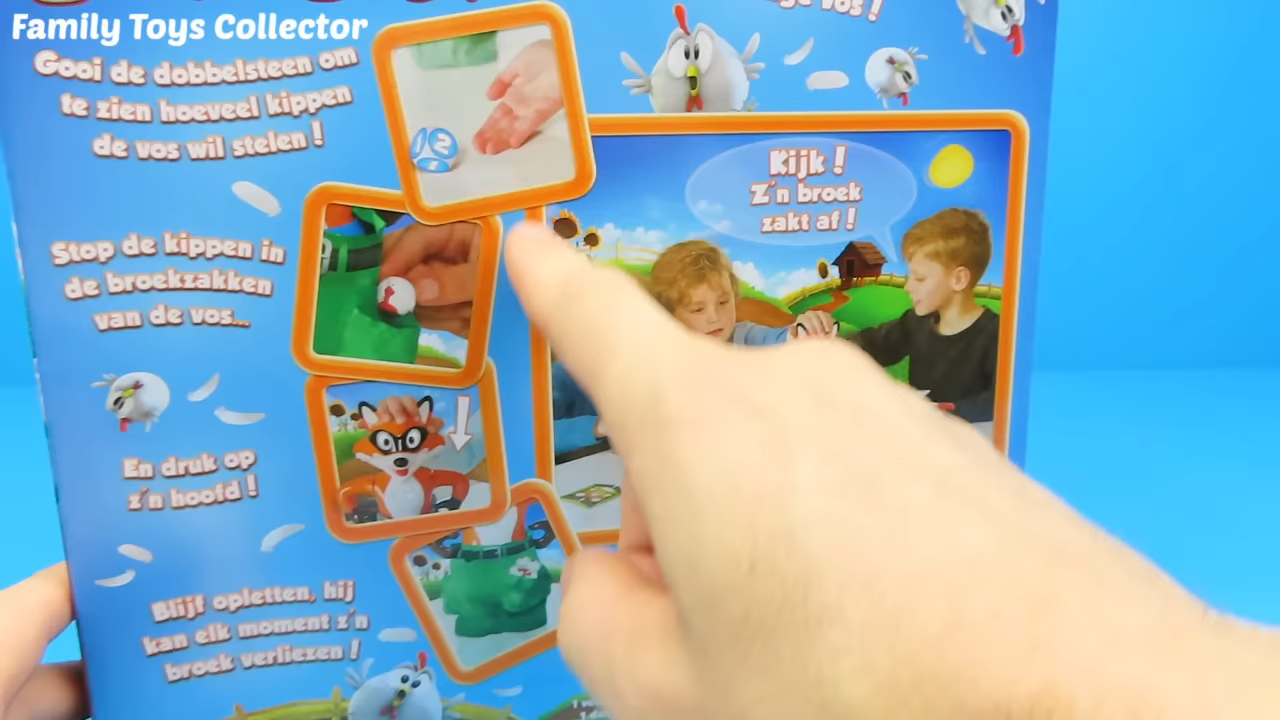 Family Toys Collector
vos!
Gooi de dobbelsteen om
te zien hoeveel kippen
de vos wil stelen!
1 2
Kijk!
Z'n broek
zakt af!
Stop de kippen in
de broekzakken
van de vos...
En druk op
z'n hoofd!
Blijf opletten, hij
kan elk moment z'n
broek verliezen!